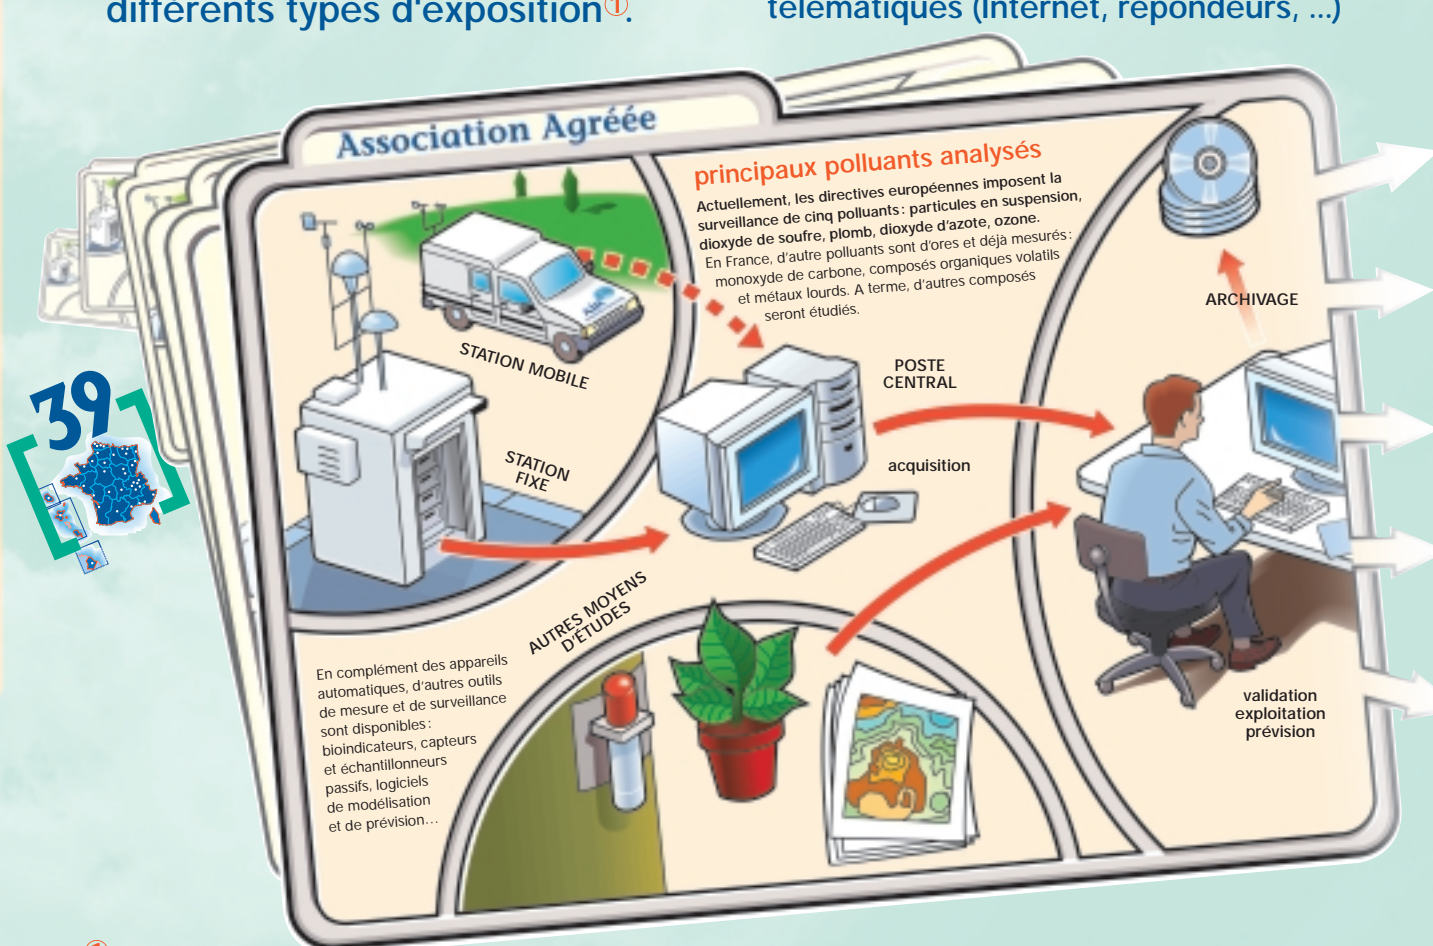 différents types d'exposition①.
télématiques (Internet, répondeurs, ...)
Association Agréée
principaux polluants analysés
Actuellement, les directives européennes imposent la
surveillance de cinq polluants : particules en suspension,
dioxyde de soufre, plomb, dioxyde d'azote, ozone.
En France, d'autre polluants sont d'ores et déjà mesurés :
monoxyde de carbone, composés organiques volatils
et métaux lourds. A terme, d'autres composés
seront étudiés.
ARCHIVAGE
STATION MOBILE
POSTE
CENTRAL
39
STATION
FIXE
acquisition
AUTRES MOYENS
D'ÉTUDES
En complément des appareils
automatiques, d'autres outils
de mesure et de surveillance
sont disponibles :
bioindicateurs, capteurs
et échantillonneurs
passifs, logiciels
de modélisation
et de prévision…
validation
exploitation
prévision